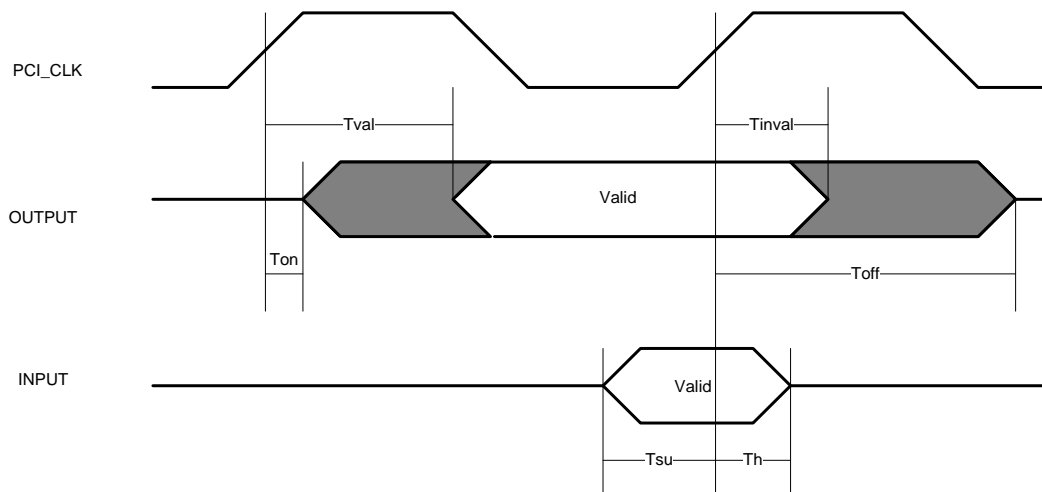 PCI_CLK
Tval
Tinval
OUTPUT
Valid
Ton
Toff
INPUT
Valid
Tsu
Th